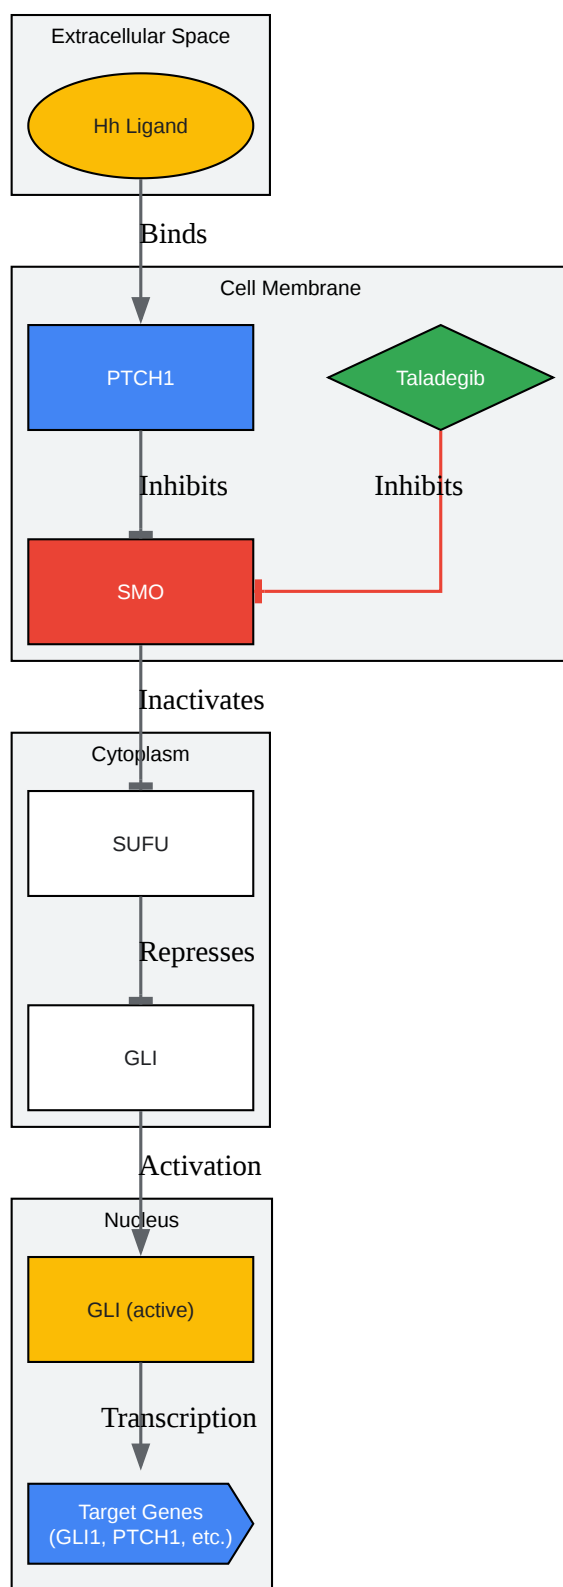 Extracellular Space
Hh Ligand
Binds
Cell Membrane
PTCH1
Taladegib
Inhibits
Inhibits
SMO
Inactivates
Cytoplasm
SUFU
Represses
GLI
Activation
Nucleus
GLI (active)
Transcription
Target Genes
(GLI1, PTCH1, etc.)